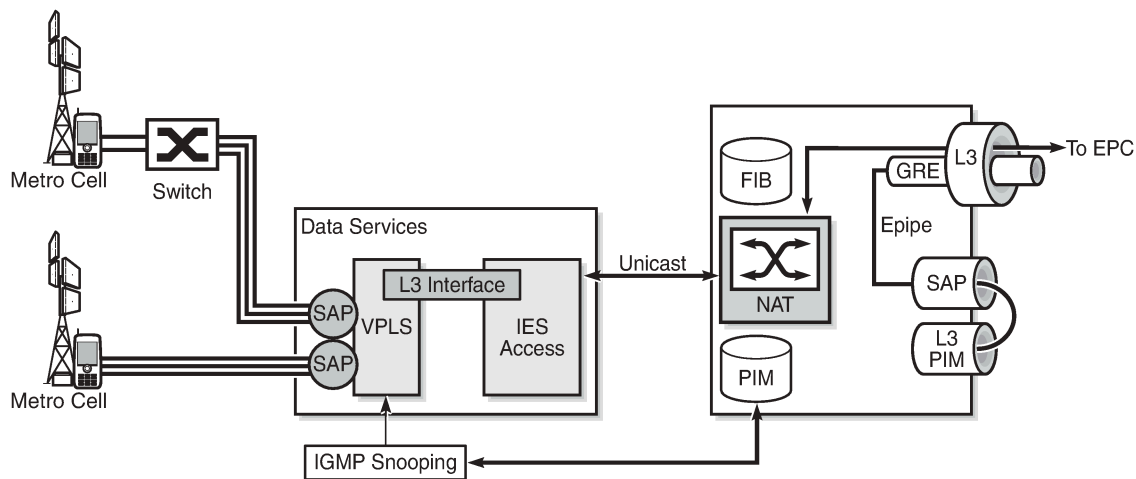 Metro Cell
Switch
Metro Cell
Data Services
L3 Interface
SAP
VPLS
SAP
IES
Access
IGMP Snooping
Unicast
FIB
NAT
PIM
GRE
L3
To EPC
Epipe
SAP
L3
PIM